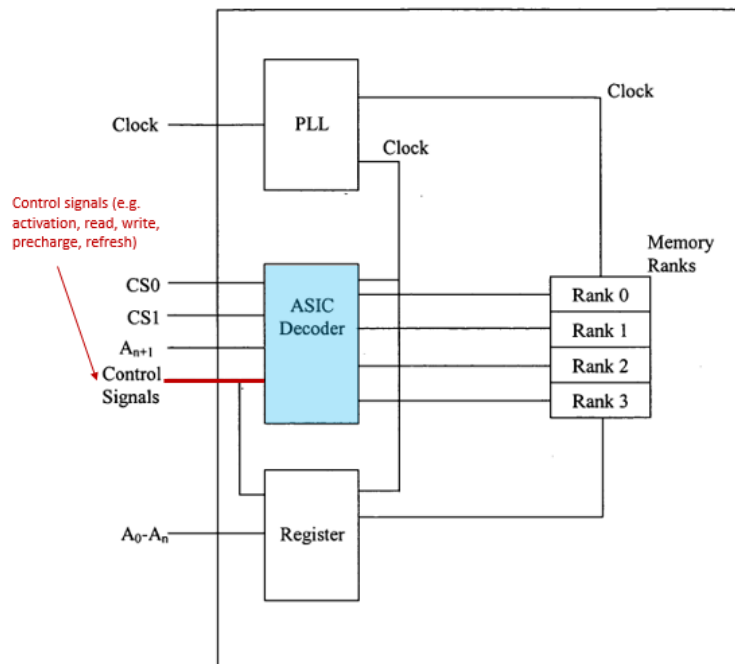 Clock
PLL
Clock
Clock
Control signals (e.g.
activation, read, write,
precharge, refresh)
Memory
Ranks
CS0
CS1
An+1
Control
Signals
ASIC
Decoder
Rank 0
Rank 1
Rank 2
Rank 3
A0-An
Register